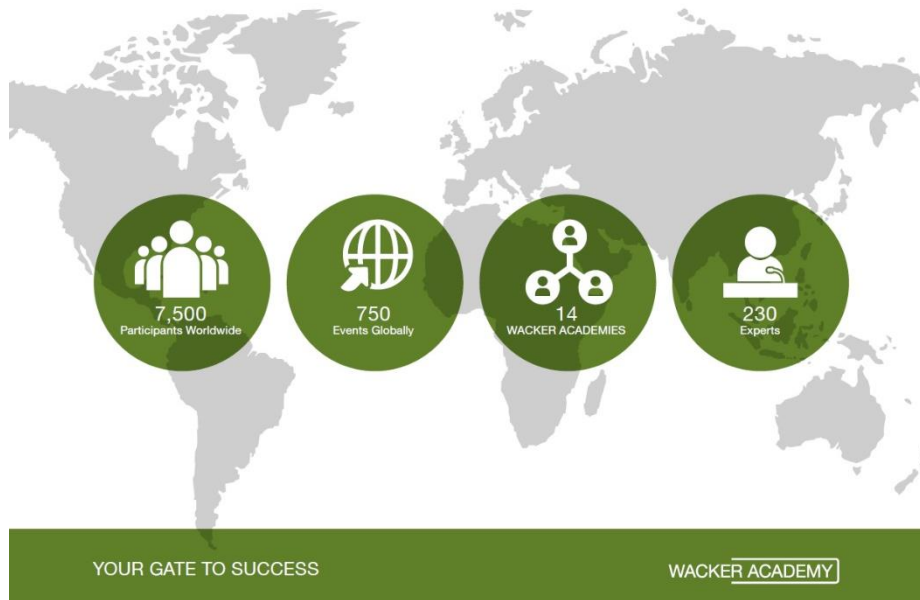 7,500
Participants Worldwide
750
Events Globally
14
WACKER ACADEMIES
230
Experts
YOUR GATE TO SUCCESS
WACKER ACADEMY